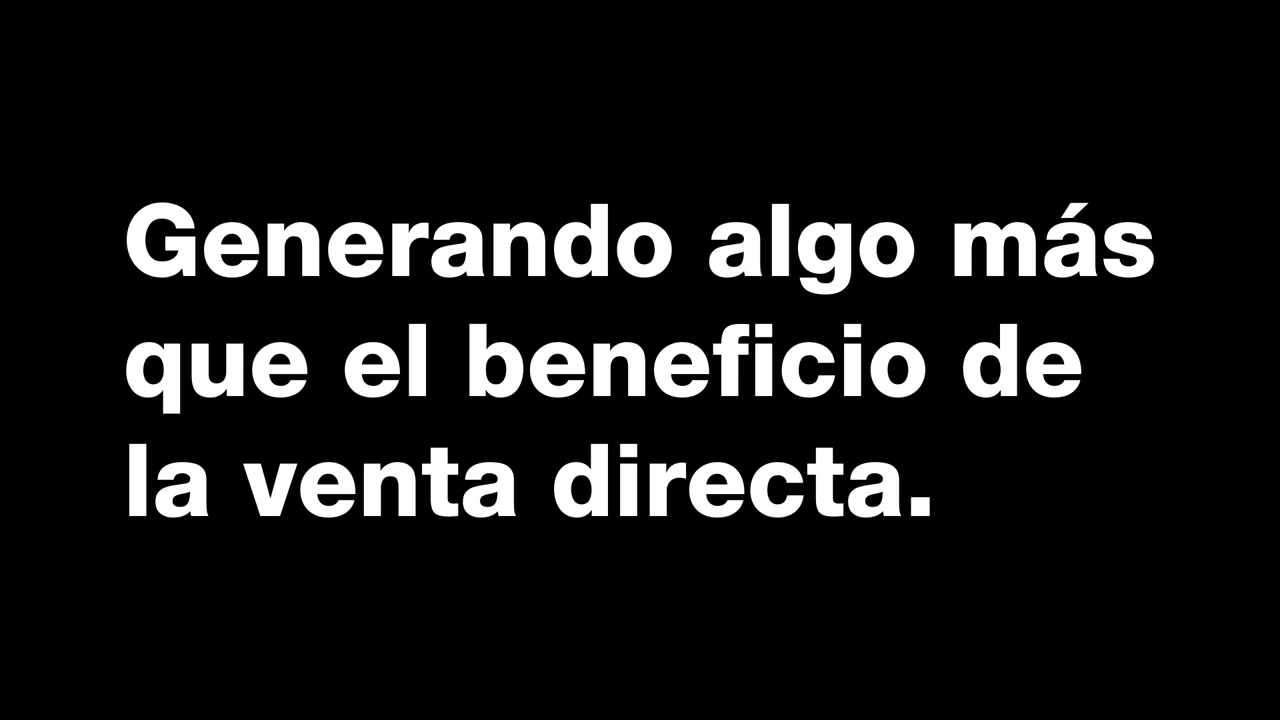 Generando algo más
que el beneficio de
la venta directa.